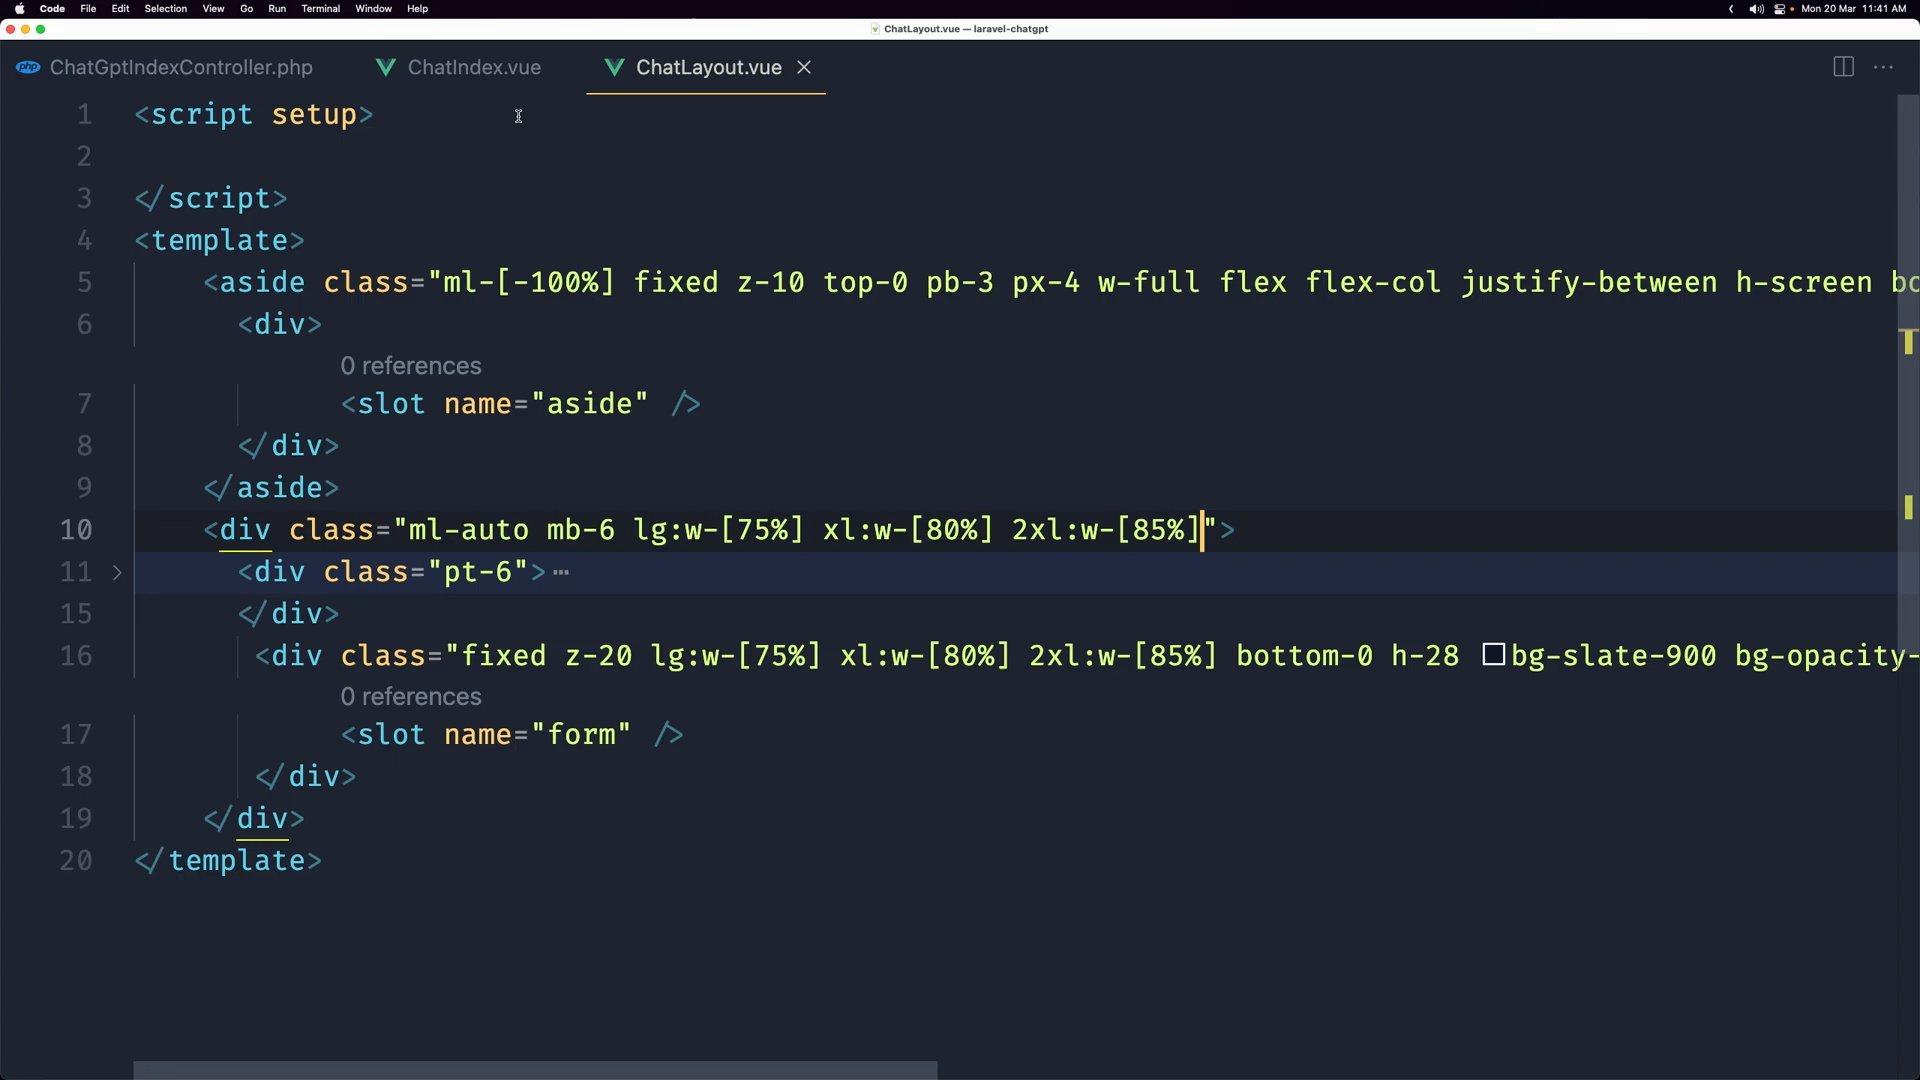 Code File Edit Selection View Go Run Terminal Window Help Mon 20 Mar 11:41 AM
ChatLayout.vue — laravel-chatgpt
php ChatGptIndexController.php ChatIndex.vue ChatLayout.vue
1 <script setup>
2
3 </script>
4 <template>
5 <aside class="ml-[-100%] fixed z-10 top-0 pb-3 px-4 w-full flex flex-col justify-between h-screen bo
6 <div>
0 references
7 <slot name="aside" />
8 </div>
9 </aside>
10 <div class="ml-auto mb-6 lg:w-[75%] xl:w-[80%] 2xl:w-[85%]">
11 <div class="pt-6">…
15 </div>
16 <div class="fixed z-20 lg:w-[75%] xl:w-[80%] 2xl:w-[85%] bottom-0 h-28 bg-slate-900 bg-opacity-
0 references
17 <slot name="form" />
18 </div>
19 </div>
20 </template>